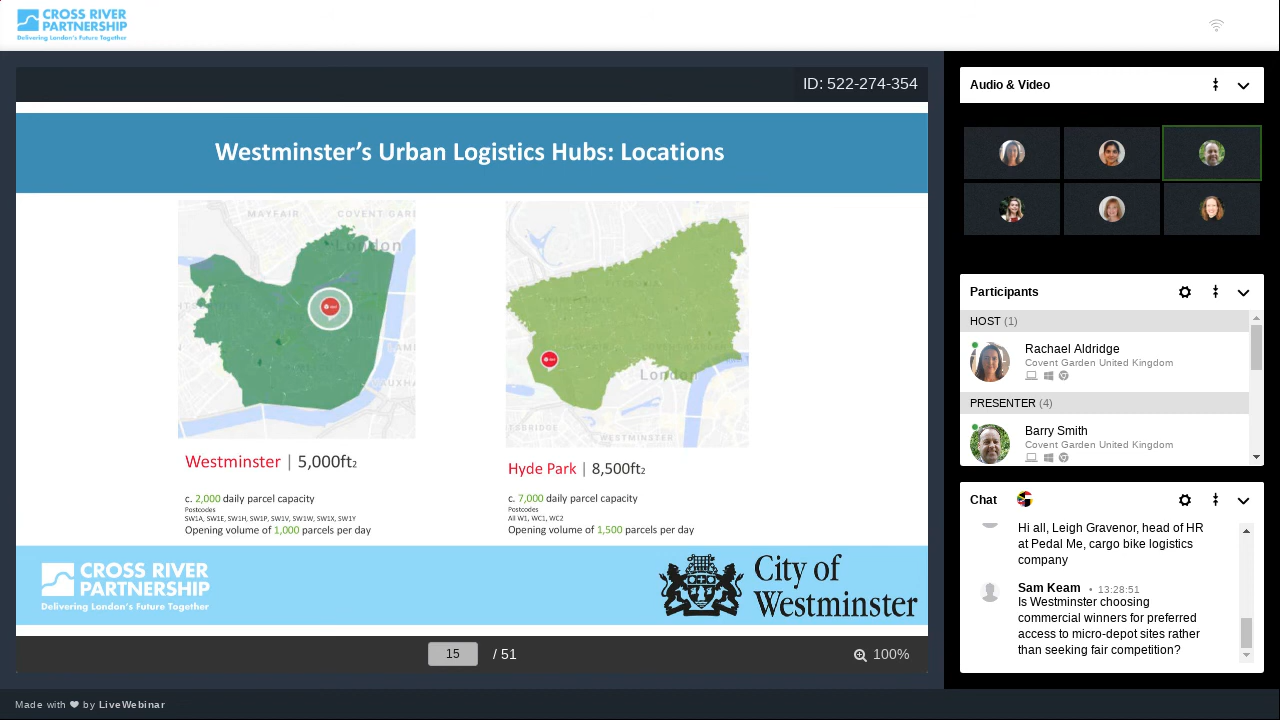 CROSS RIVER
PARTNERSHIP
Delivering London's Future Together
ID: 522-274-354
Westminster's Urban Logistics Hubs: Locations
MAYFAIR
COVENT GAR
London
London
WESTMINSTER
Westminster | 5,000ft2
c. 2,000 daily parcel capacity
Postcodes
SW1A, SW1E, SW1H, SW1P, SW1V, SW1W, SW1X, SW1Y
Opening volume of 1,000 parcels per day
Hyde Park | 8,500ft2
c. 7,000 daily parcel capacity
Postcodes
All W1, WC1, WC2
Opening volume of 1,500 parcels per day
CROSS RIVER
PARTNERSHIP
Delivering London's Future Together
City of
Westminster
15 / 51
100%
Made with by LiveWebinar
Audio & Video
Participants
HOST (1)
Rachael Aldridge
Covent Garden United Kingdom
PRESENTER (4)
Barry Smith
Covent Garden United Kingdom
Chat
Hi all, Leigh Gravenor, head of HR
at Pedal Me, cargo bike logistics
company
Sam Keam • 13:28:51
Is Westminster choosing
commercial winners for preferred
access to micro-depot sites rather
than seeking fair competition?